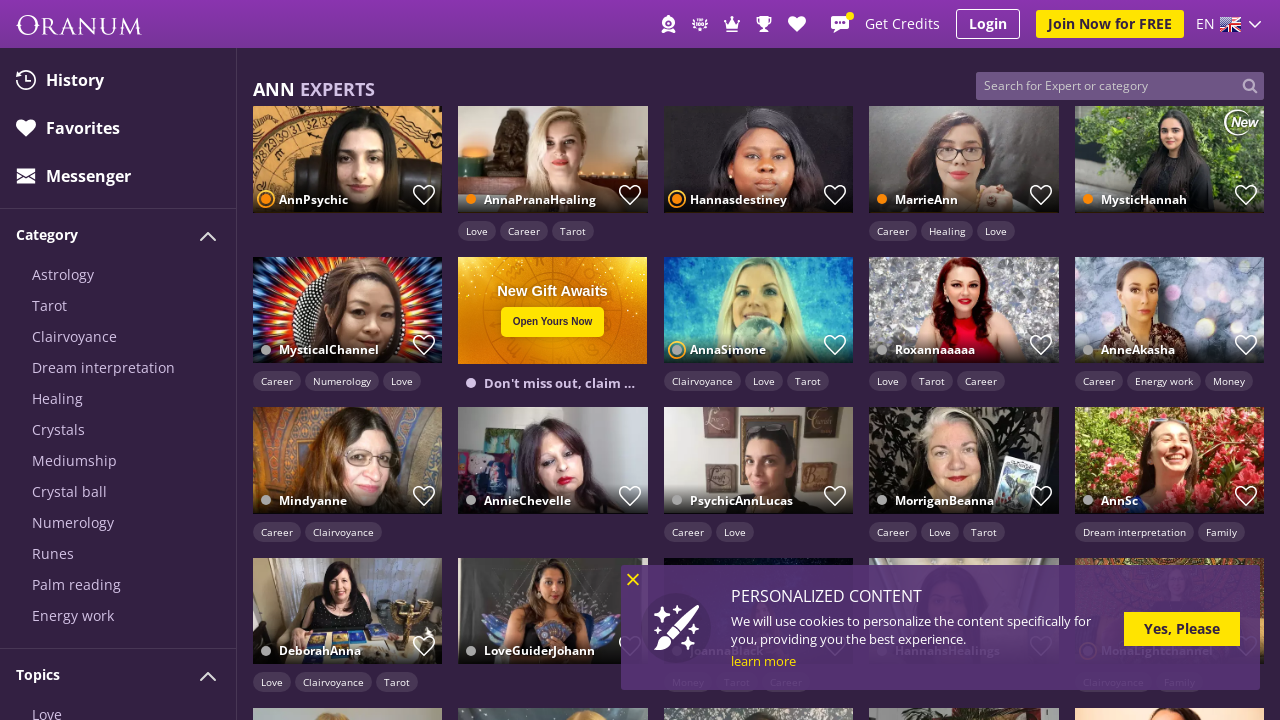 ORANUM
Get Credits
Login
Join Now for FREE
EN
History
Favorites
Messenger
Category
Astrology
Tarot
Clairvoyance
Dream interpretation
Healing
Crystals
Mediumship
Crystal ball
Numerology
Runes
Palm reading
Energy work
Topics
Love
ANN EXPERTS
Search for Expert or category
AnnPsychic
AnnaPranaHealing
Hannasdestiney
MarrieAnn
New
MysticHannah
Love Career Tarot
Career Healing Love
MysticalChannel
New Gift Awaits
Open Yours Now
AnnaSimone
Roxannaaaaa
AnneAkasha
Career Numerology Love
Don't miss out, claim ...
Clairvoyance Love Tarot
Love Tarot Career
Career Energy work Money
Mindyanne
AnnieChevelle
PsychicAnnLucas
MorriganBeanna
AnnSc
Career Clairvoyance
Career Love
Career Love Tarot
Dream interpretation Family
DeborahAnna
LoveGuiderJohann
JoannaBlack
HannahsHealings
MonaLightchannel
Love Clairvoyance Tarot
Money Tarot Career
Clairvoyance Family
PERSONALIZED CONTENT
We will use cookies to personalize the content specifically for
you, providing you the best experience.
learn more
Yes, Please